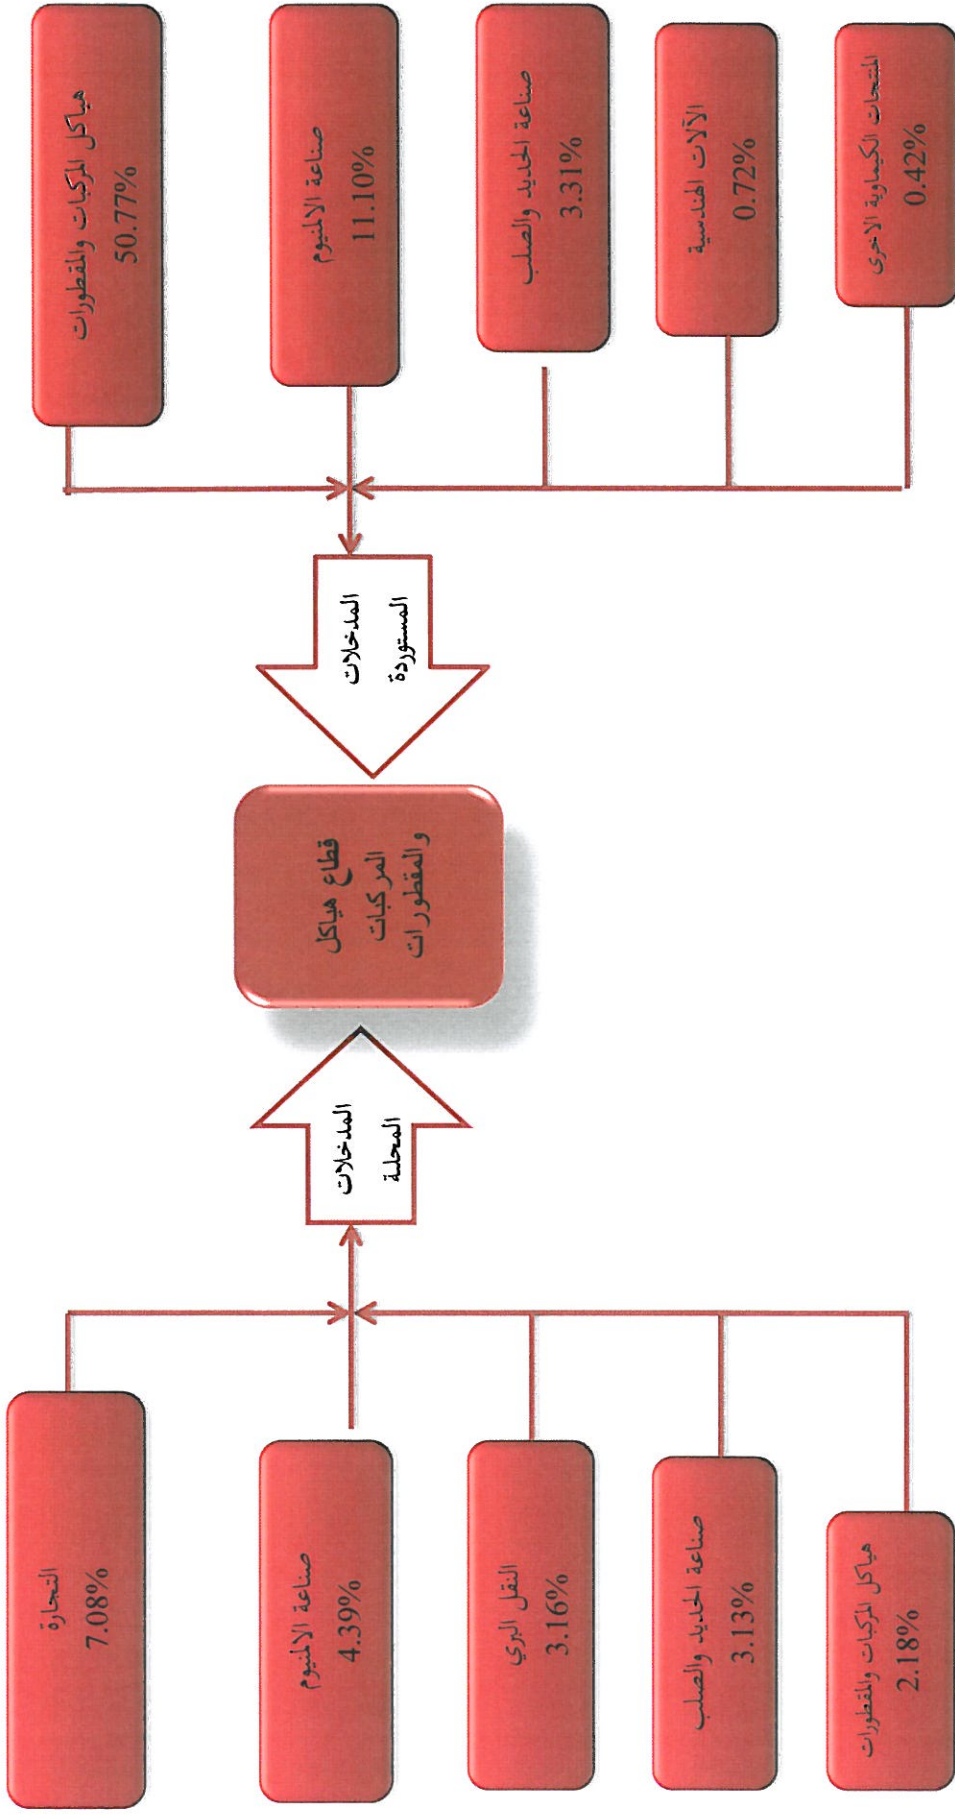 هياكل المركبات والمقطورات
50.77%
صناعة الالمنيوم
11.10%
صناعة الحديد والصلب
3.31%
الآلات الهندسية
0.72%
المنتجات الكيماوية الاخرى
0.42%
المدخلات
المستوردة
قطاع هياكل
المركبات
والمقطورات
المدخلات
المحلية
التجارة
7.08%
صناعة الالمنيوم
4.39%
النقل البري
3.16%
صناعة الحديد والصلب
3.13%
هياكل المركبات والمقطورات
2.18%